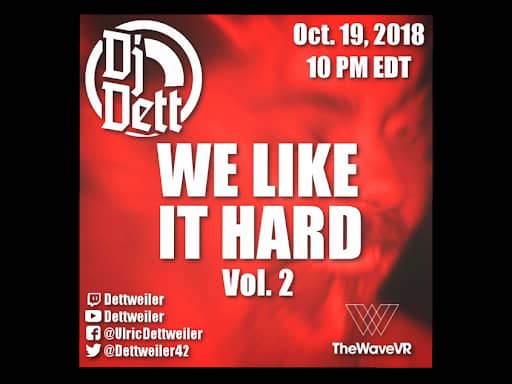 Dj
Dett
Oct. 19, 2018
10 PM EDT
WE LIKE
IT HARD
Vol. 2
Dettweiler
Dettweiler
@UlricDettweiler
@Dettweiler42
TheWaveVR